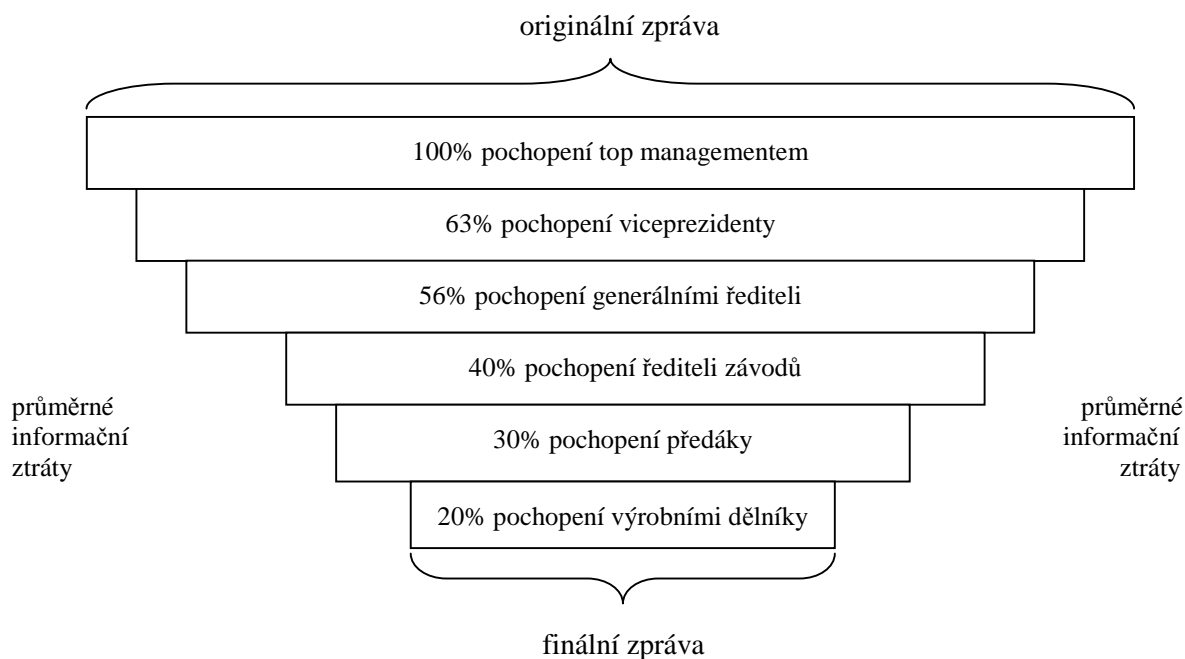 originální zpráva
100% pochopení top managementem
63% pochopení viceprezidenty
56% pochopení generálními řediteli
40% pochopení řediteli závodů
průměrné
informační
ztráty
průměrné
informační
ztráty
30% pochopení předáky
20% pochopení výrobními dělníky
finální zpráva